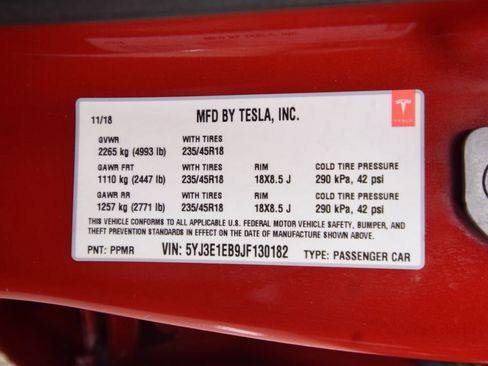 11/18 MFD BY TESLA, INC.
TESLA
GVWR WITH TIRES
2265 kg (4993 lb) 235/45R18
GAWR FRT WITH TIRES RIM COLD TIRE PRESSURE
1110 kg (2447 lb) 235/45R18 18X8.5 J 290 kPa, 42 psi
GAWR RR WITH TIRES RIM COLD TIRE PRESSURE
1257 kg (2771 lb) 235/45R18 18X8.5 J 290 kPa, 42 psi
THIS VEHICLE CONFORMS TO ALL APPLICABLE U.S. FEDERAL MOTOR VEHICLE SAFETY, BUMPER, AND
THEFT PREVENTION STANDARDS IN EFFECT ON THE DATE OF MANUFACTURE SHOWN ABOVE.
PNT: PPMR VIN: 5YJ3E1EB9JF130182 TYPE: PASSENGER CAR